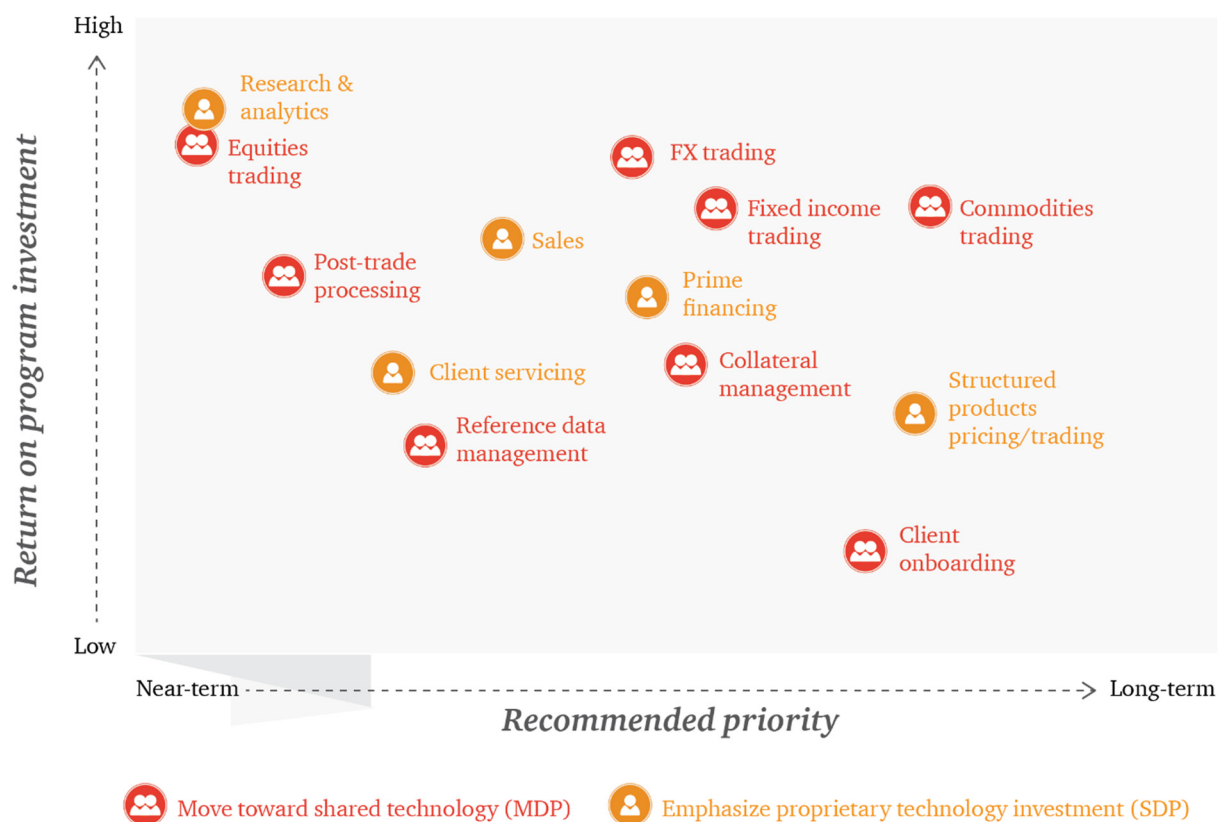 High
Return on program investment
Low
Research &
analytics
Equities
trading
FX trading
Fixed income
trading
Commodities
trading
Sales
Post-trade
processing
Prime
financing
Client servicing
Collateral
management
Structured
products
pricing/trading
Reference data
management
Client
onboarding
Near-term
Long-term
Recommended priority
Move toward shared technology (MDP)
Emphasize proprietary technology investment (SDP)